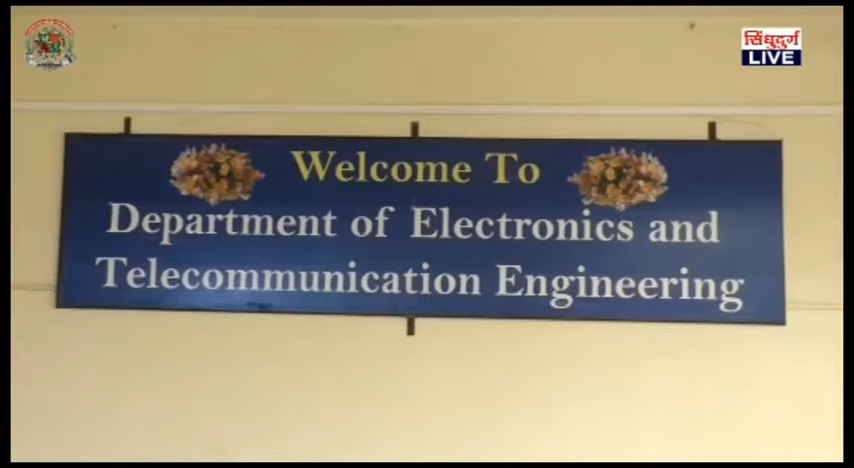 सिंधुदुर्ग
LIVE
Welcome To
Department of Electronics and
Telecommunication Engineering